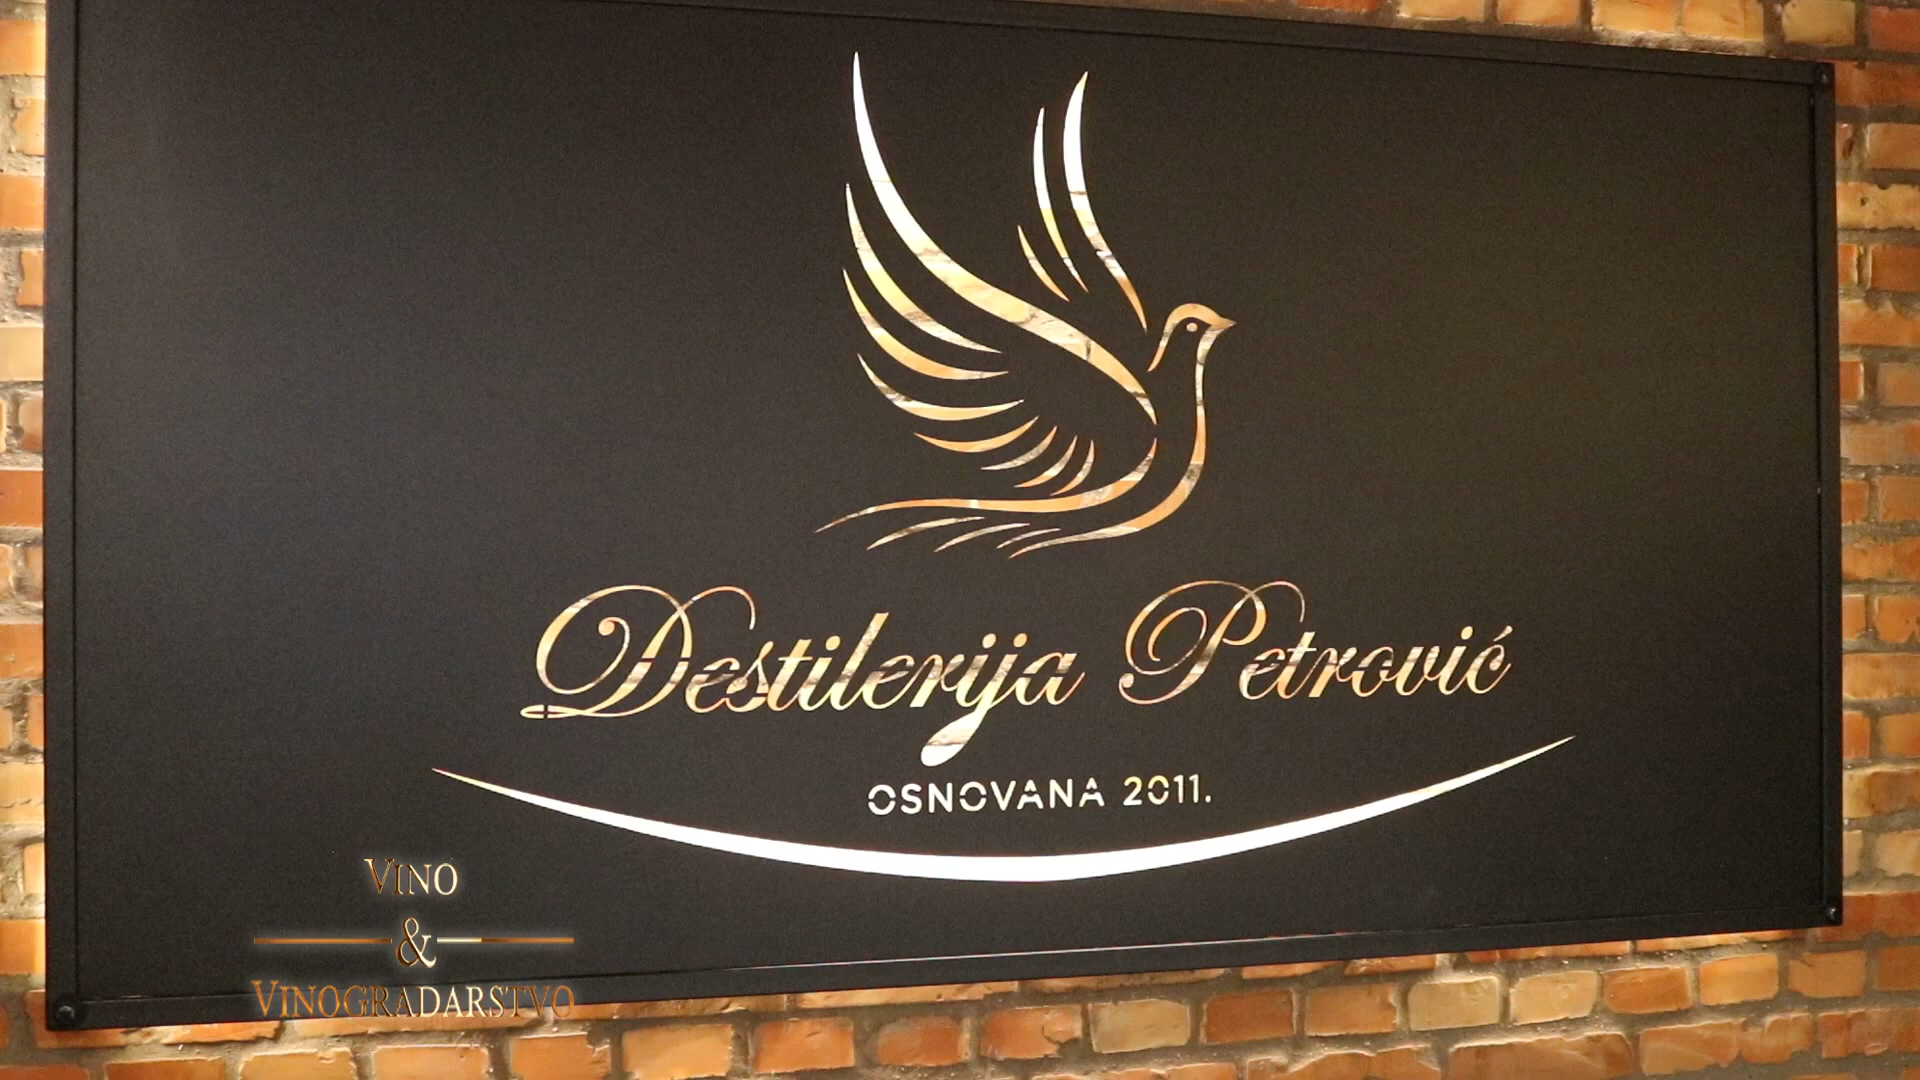 Destilerija Petrović
OSNOVANA 2011.
VINO
&
VINOGRADARSTVO